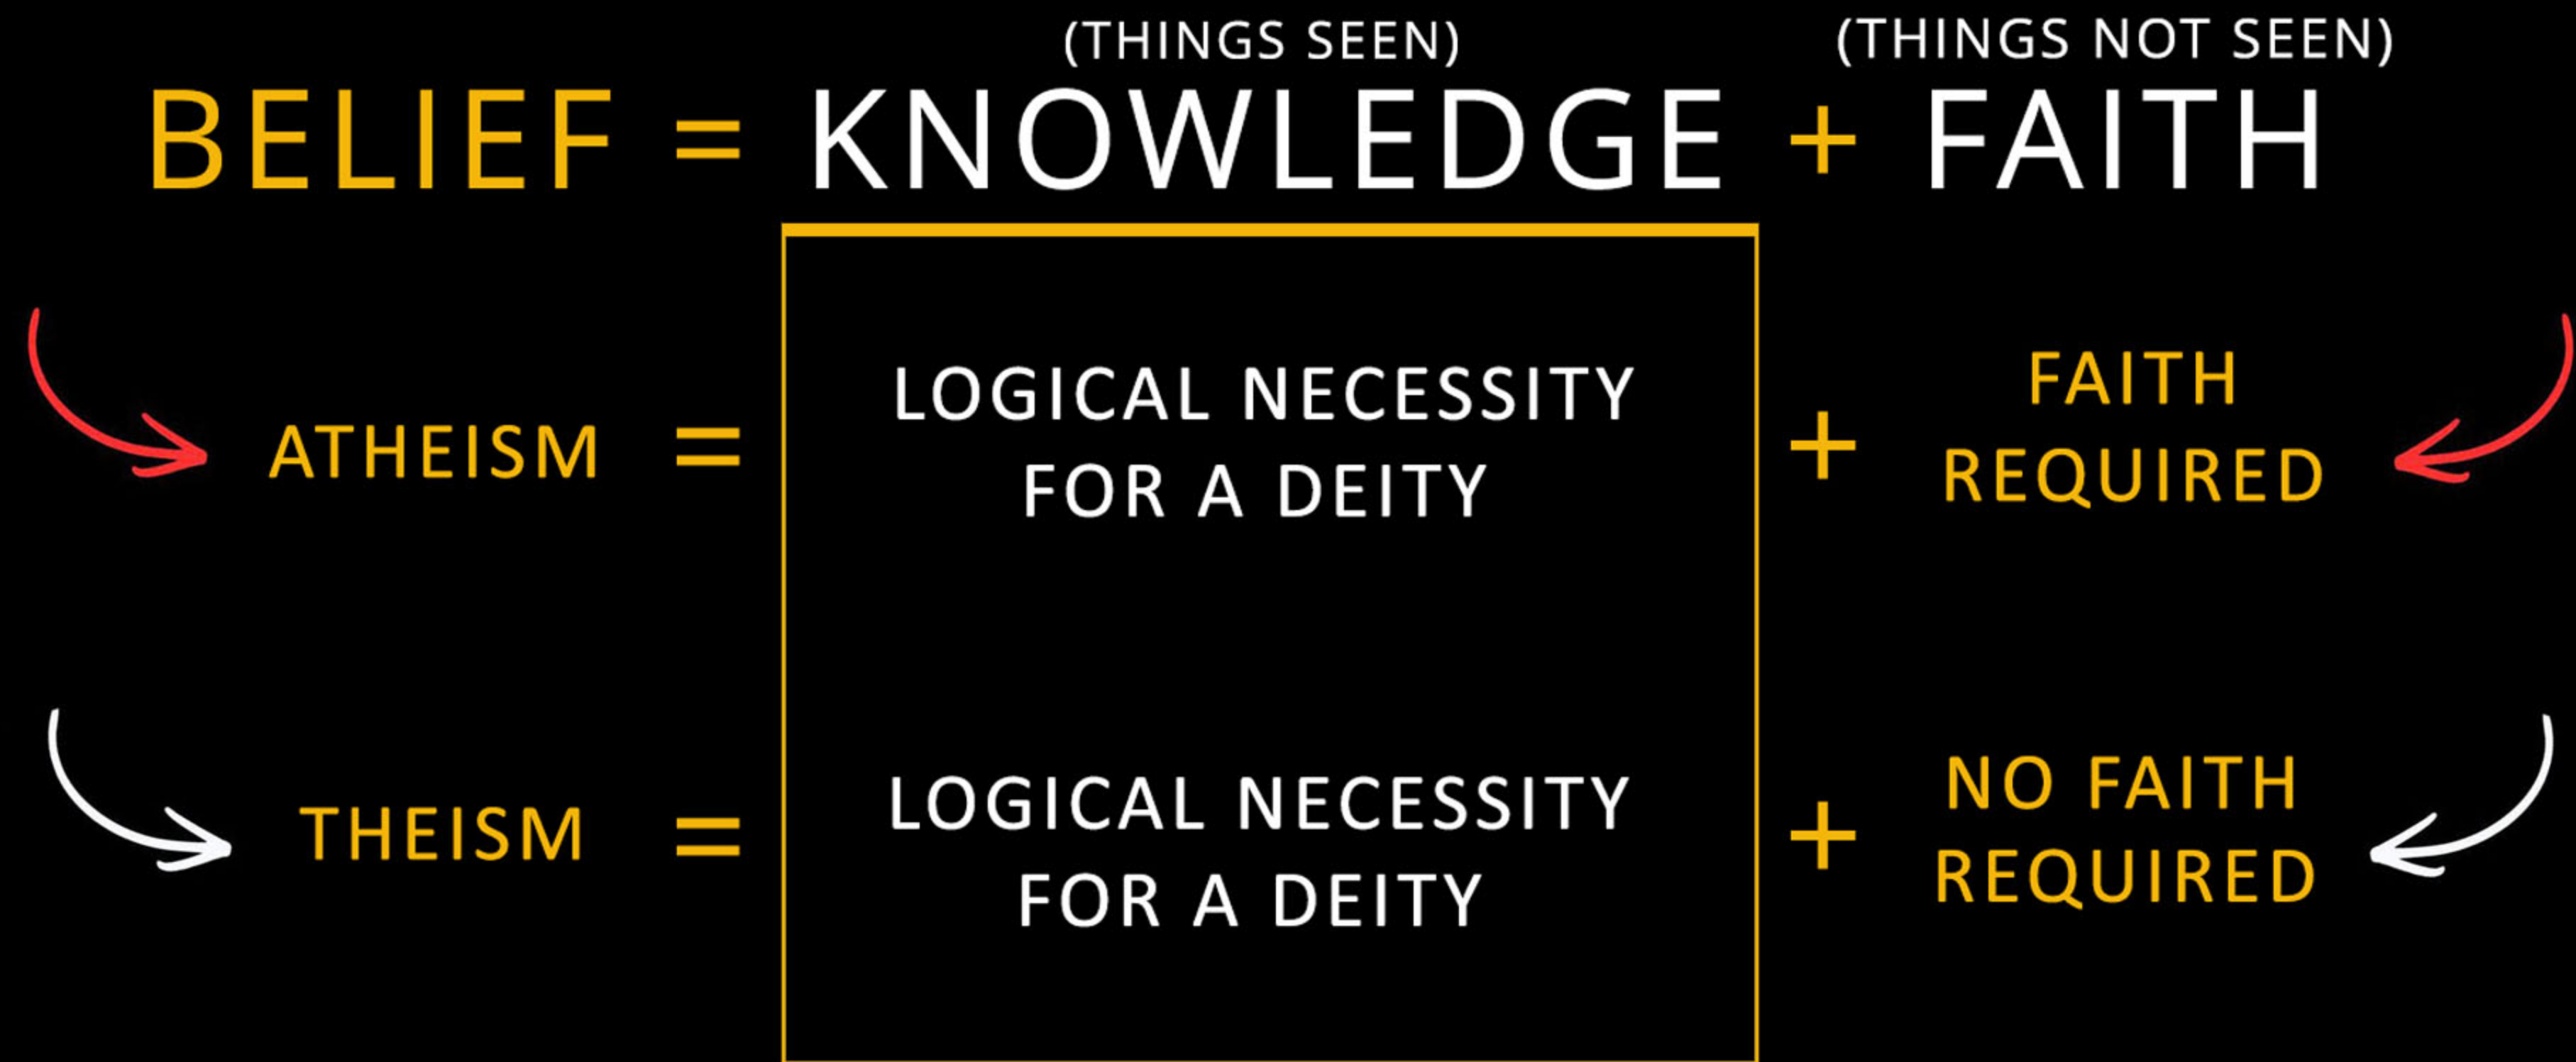 (THINGS SEEN) (THINGS NOT SEEN)
BELIEF = KNOWLEDGE + FAITH
ATHEISM = LOGICAL NECESSITY
FOR A DEITY + FAITH
REQUIRED
THEISM = LOGICAL NECESSITY
FOR A DEITY + NO FAITH
REQUIRED